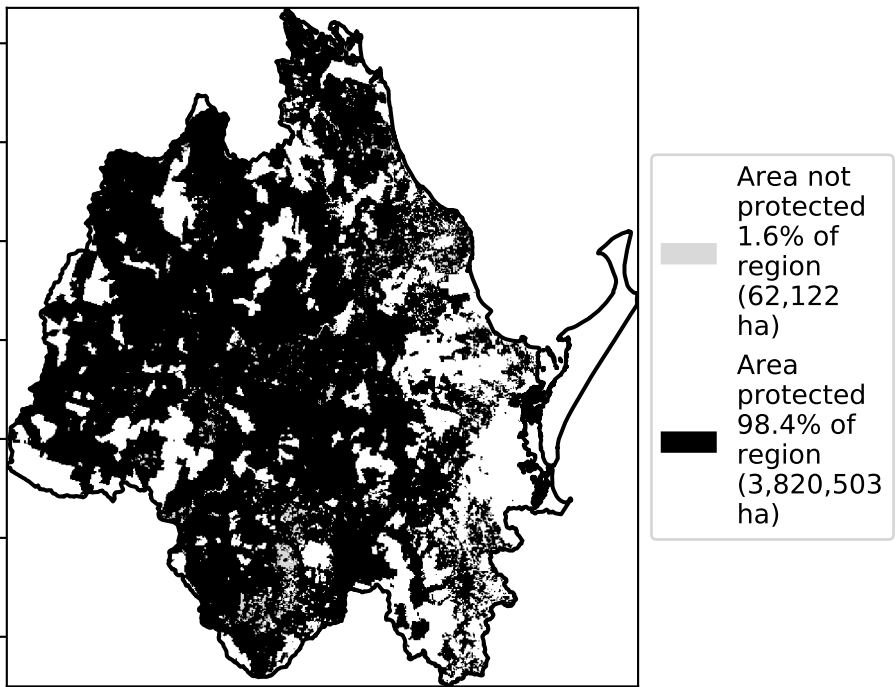 Area not
protected
1.6% of
region
(62,122
ha)
Area
protected
98.4% of
region
(3,820,503
ha)